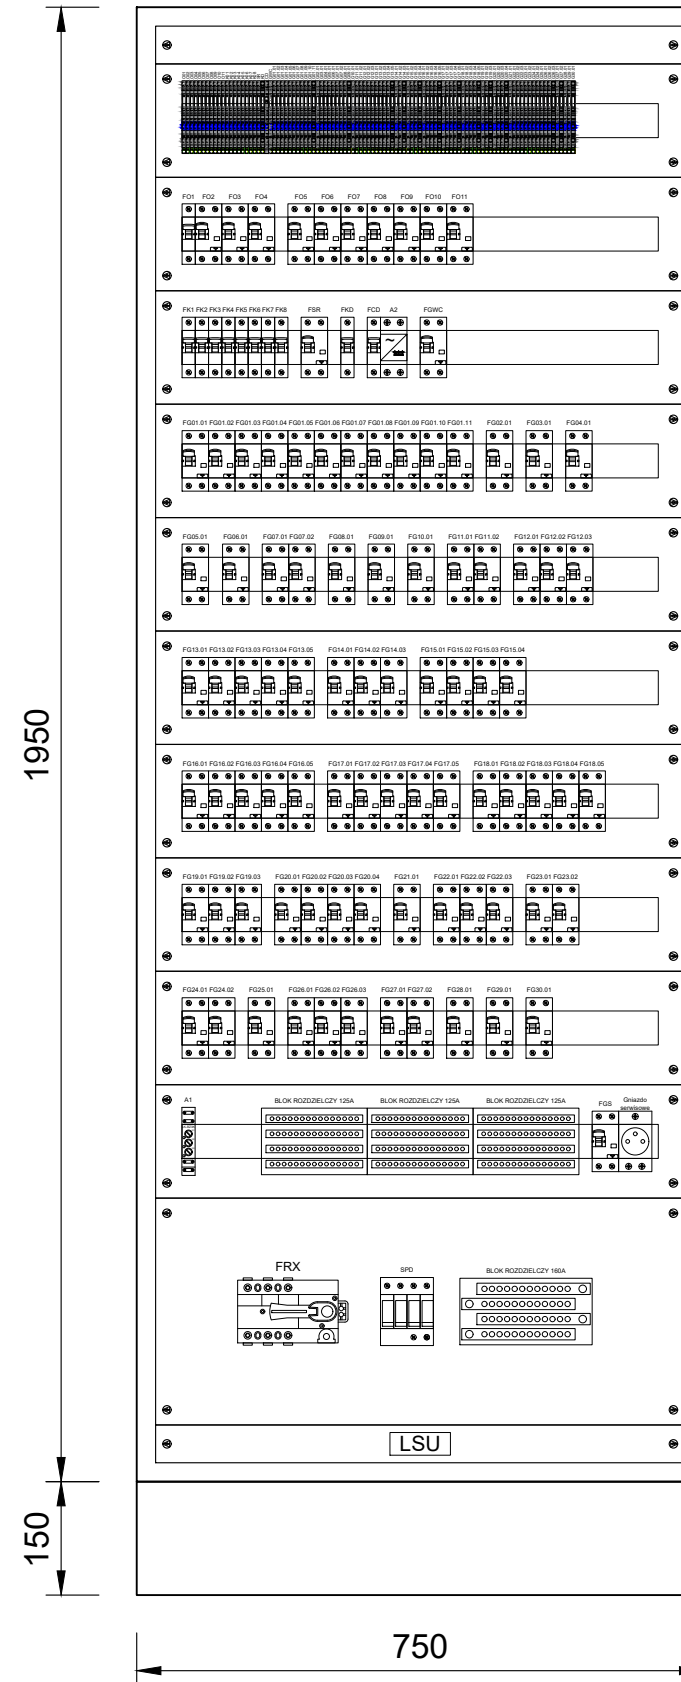 FO1 FO2 FO3 FO4 FO5 FO6 FO7 FO8 FO9 FO10 FO11
FK1 FK2 FK3 FK4 FK5 FK6 FK7 FK8 FSR FKD FCD A2 FGWC
FG01.01 FG01.02 FG01.03 FG01.04 FG01.05 FG01.06 FG01.07 FG01.08 FG01.09 FG01.10 FG01.11 FG02.01 FG03.01 FG04.01
FG05.01 FG06.01 FG07.01 FG07.02 FG08.01 FG09.01 FG10.01 FG11.01 FG11.02 FG12.01 FG12.02 FG12.03
FG13.01 FG13.02 FG13.03 FG13.04 FG13.05 FG14.01 FG14.02 FG14.03 FG15.01 FG15.02 FG15.03 FG15.04
1950
FG16.01 FG16.02 FG16.03 FG16.04 FG16.05 FG17.01 FG17.02 FG17.03 FG17.04 FG17.05 FG18.01 FG18.02 FG18.03 FG18.04 FG18.05
FG19.01 FG19.02 FG19.03 FG20.01 FG20.02 FG20.03 FG20.04 FG21.01 FG22.01 FG22.02 FG22.03 FG23.01 FG23.02
FG24.01 FG24.02 FG25.01 FG26.01 FG26.02 FG26.03 FG27.01 FG27.02 FG28.01 FG29.01 FG30.01
A1 BLOK ROZDZIELCZY 125A BLOK ROZDZIELCZY 125A BLOK ROZDZIELCZY 125A FGS Gniazdo
serwisowe
FRX SPD BLOK ROZDZIELCZY 160A
LSU
150
750